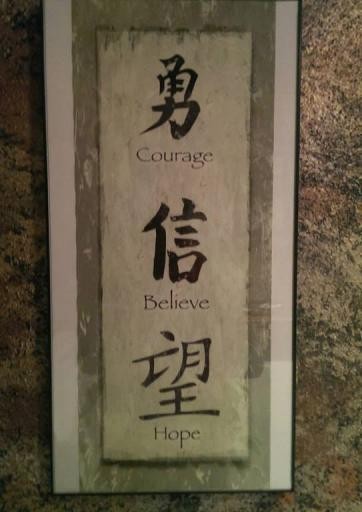 勇
Courage
信
Believe
望
Hope